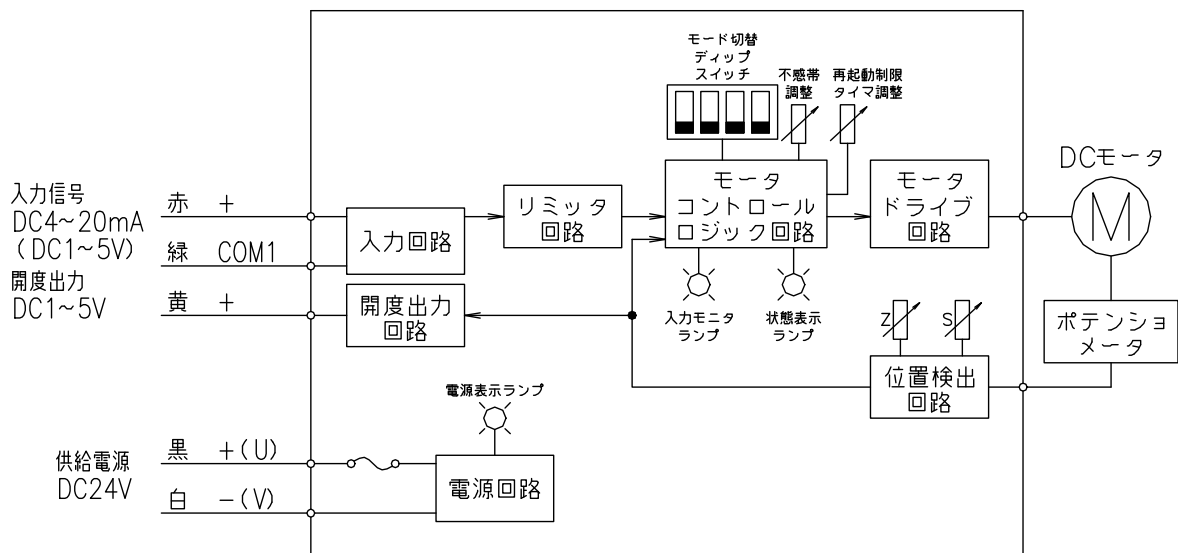 モード切替
ディップ
スイッチ
不感帯
調整
再起動制限
タイマ調整
DCモータ
M
入力信号
DC4~20mA
(DC1~5V)
赤 +
緑 COM1
入力回路
リミッタ
回路
モータ
コントロール
ロジック回路
モータ
ドライブ
回路
開度出力
DC1~5V
黄 +
開度出力
回路
入力モニタ
ランプ
状態表示
ランプ
Z
S
ポテンショ
メータ
位置検出
回路
電源表示ランプ
供給電源
DC24V
黒 +(U)
白 -(V)
電源回路